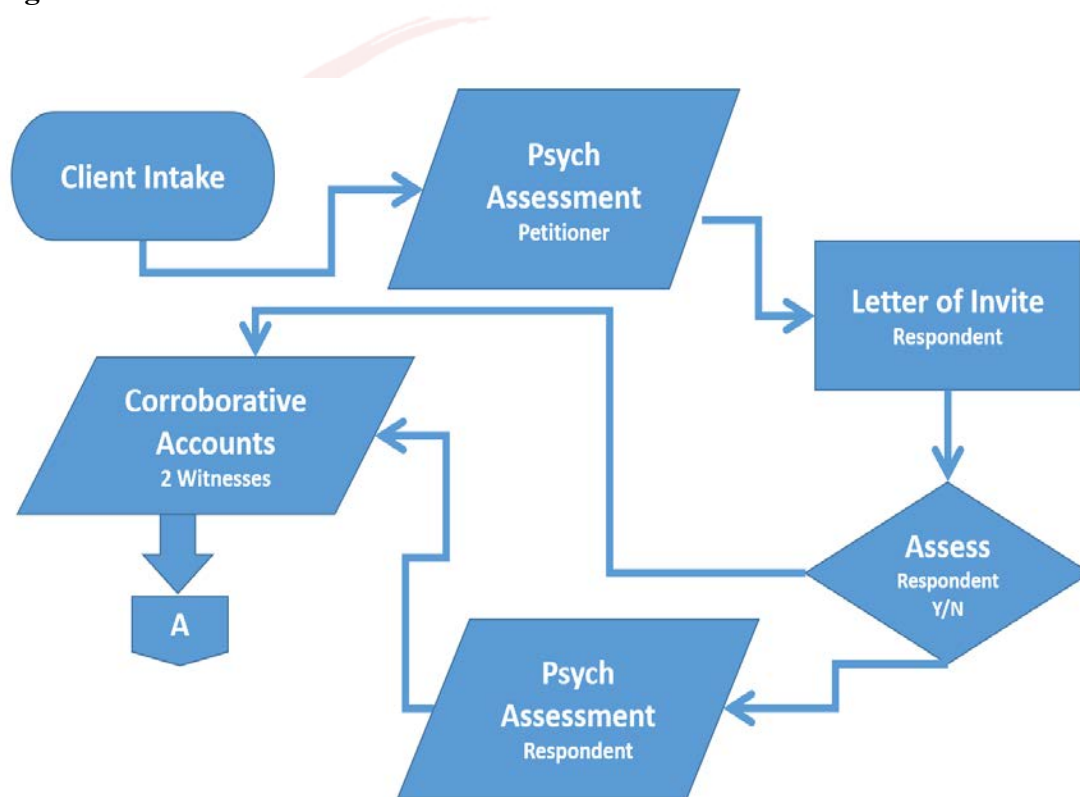 Client Intake
Psych
Assessment
Petitioner
Letter of Invite
Respondent
Corroborative
Accounts
2 Witnesses
Assess
Respondent
Y/N
A
Psych
Assessment
Respondent